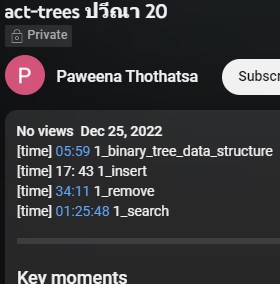 act-trees ปวีณา 20
Private
P
Paweena Thothatsa
Subscr
No views Dec 25, 2022
[time] 05:59 1_binary_tree_data_structure
[time] 17: 43 1_insert
[time] 34:11 1_remove
[time] 01:25:48 1_search
Key moments